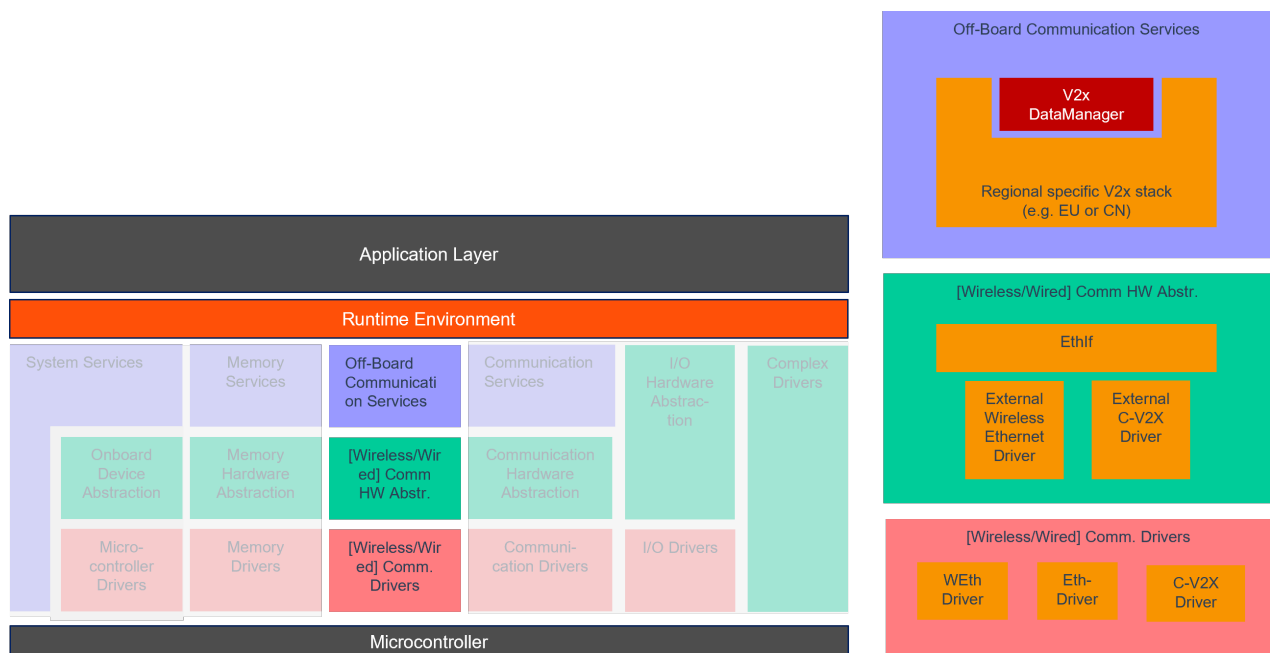 Application Layer
Runtime Environment
System Services
Memory
Services
Off-Board
Communicati
on Services
Communication
Services
I/O
Hardware
Abstrac-
tion
Complex
Drivers
Onboard
Device
Abstraction
Memory
Hardware
Abstraction
[Wireless/Wir
ed] Comm
HW Abstr.
Communication
Hardware
Abstraction
Micro-
controller
Drivers
Memory
Drivers
[Wireless/Wir
ed] Comm.
Drivers
Communi-
cation Drivers
I/O Drivers
Microcontroller
Off-Board Communication Services
V2x
DataManager
Regional specific V2x stack
(e.g. EU or CN)
[Wireless/Wired] Comm HW Abstr.
EthIf
External
Wireless
Ethernet
Driver
External
C-V2X
Driver
[Wireless/Wired] Comm. Drivers
WEth
Driver
Eth-
Driver
C-V2X
Driver